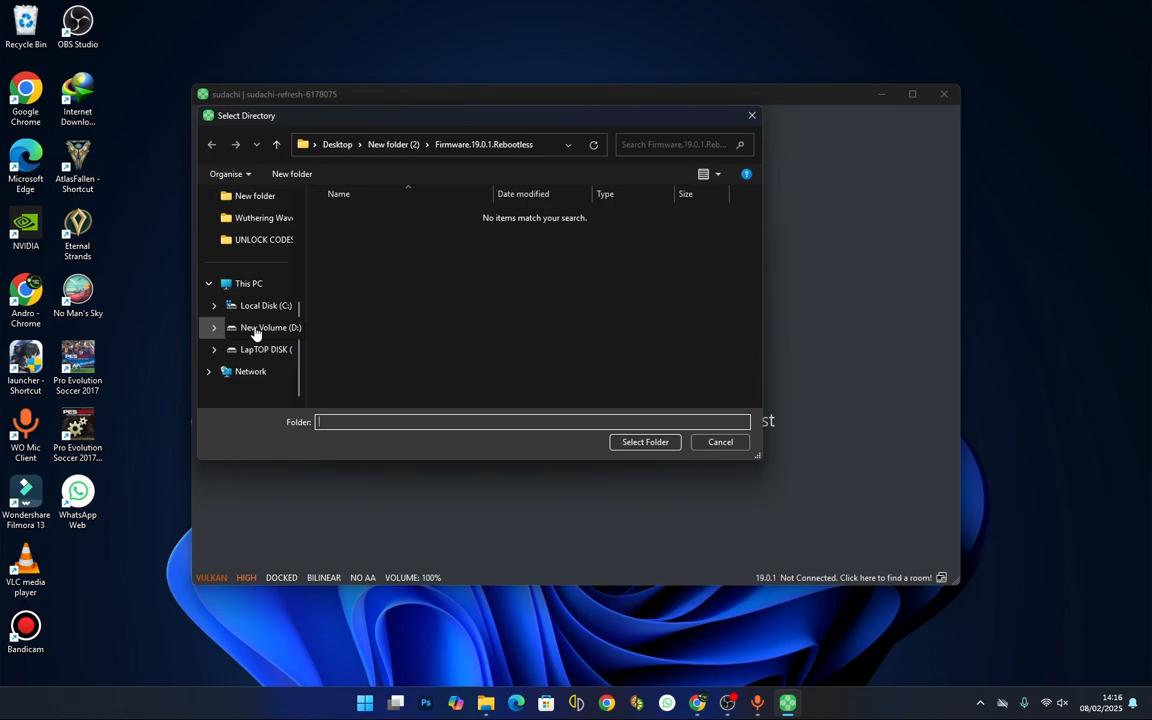 Recycle Bin
OBS Studio
Google Chrome
Internet Downlo...
Microsoft Edge
AtlasFallen - Shortcut
NVIDIA
Eternal Strands
Andro - Chrome
No Man's Sky
launcher - Shortcut
Pro Evolution Soccer 2017
WO Mic Client
Pro Evolution Soccer 2017...
Wondershare Filmora 13
WhatsApp Web
VLC media player
Bandicam
sudachi | sudachi-refresh-6178075
Select Directory
Desktop > New folder (2) > Firmware.19.0.1.Rebootless
Search Firmware.19.0.1.Reb...
Organise
New folder
Name
Date modified
Type
Size
No items match your search.
New folder
Wuthering Wave
UNLOCK CODES
This PC
Local Disk (C:)
New Volume (D:)
LapTOP DISK (
Network
Folder:
Select Folder
Cancel
st
VULKAN HIGH DOCKED BILINEAR NO AA VOLUME: 100%
19.0.1 Not Connected. Click here to find a room!
Ps
14:16
08/02/2025